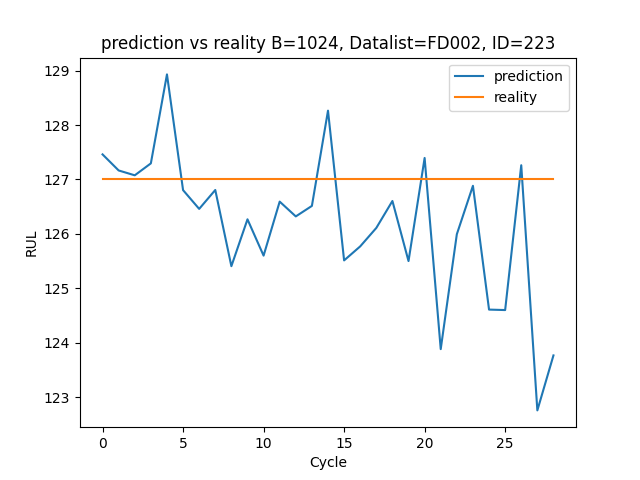 prediction vs reality B=1024, Datalist=FD002, ID=223
prediction
reality
129
128
127
126
125
124
123
RUL
0 5 10 15 20 25
Cycle